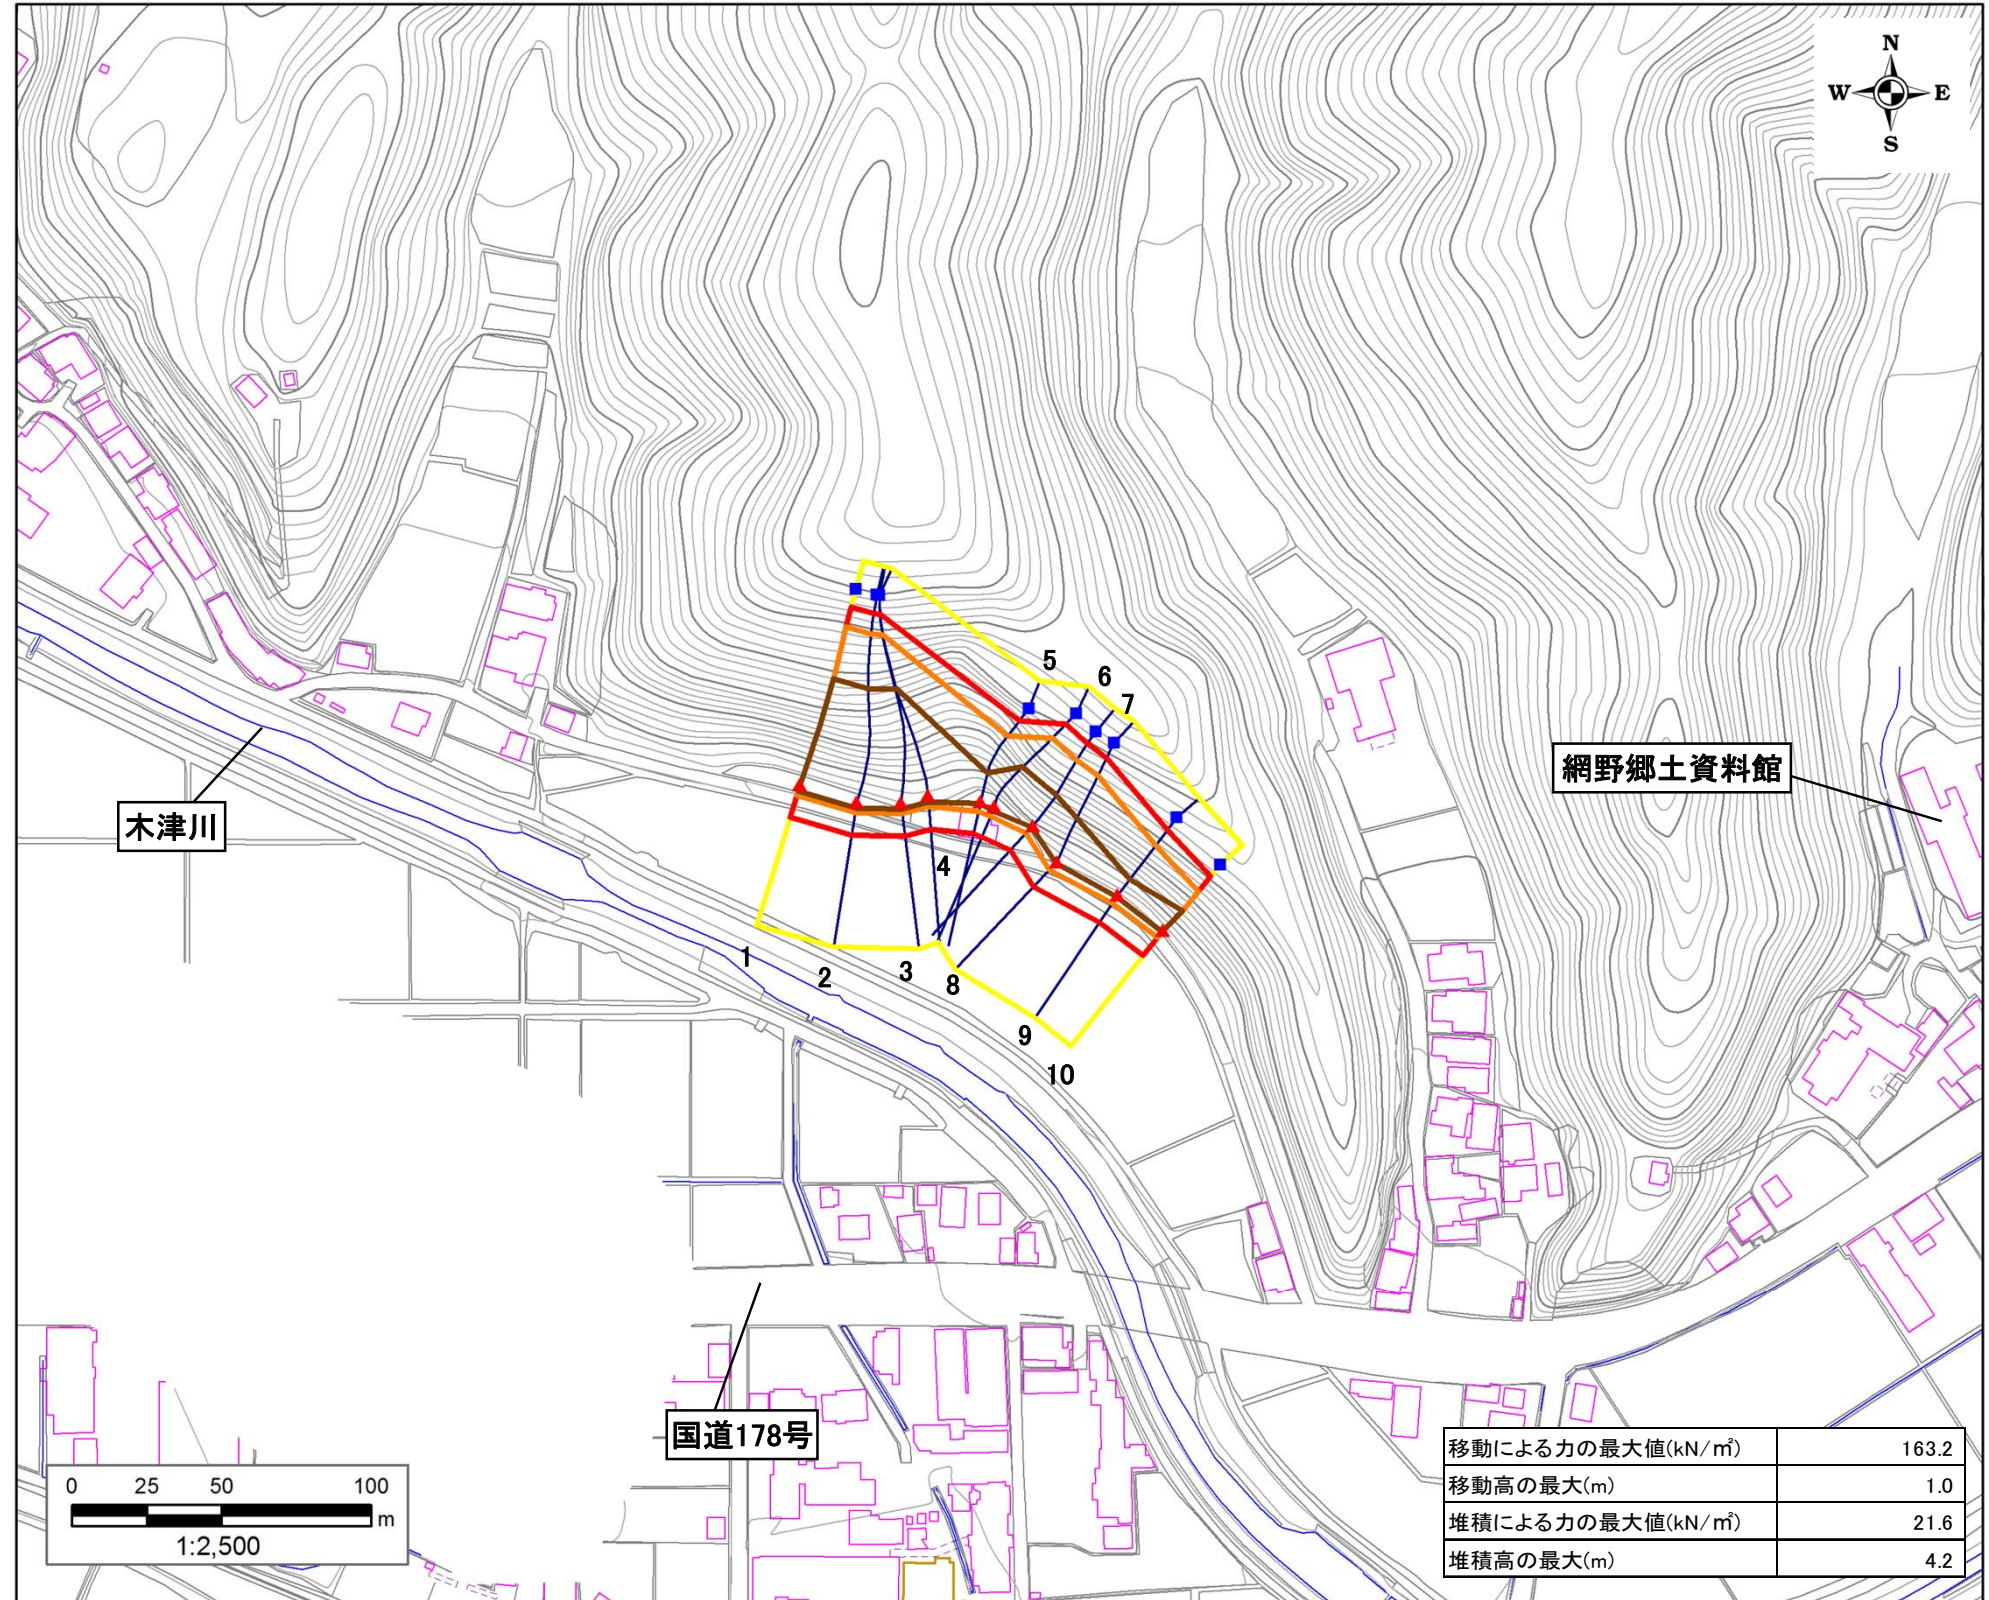 N
W E
S
5
6
7
網野郷土資料館
木津川
4
1
2
3
8
9
10
国道178号
移動による力の最大値(kN/㎡) 163.2
移動高の最大(m) 1.0
堆積による力の最大値(kN/㎡) 21.6
堆積高の最大(m) 4.2
0 25 50 100
m
1:2,500